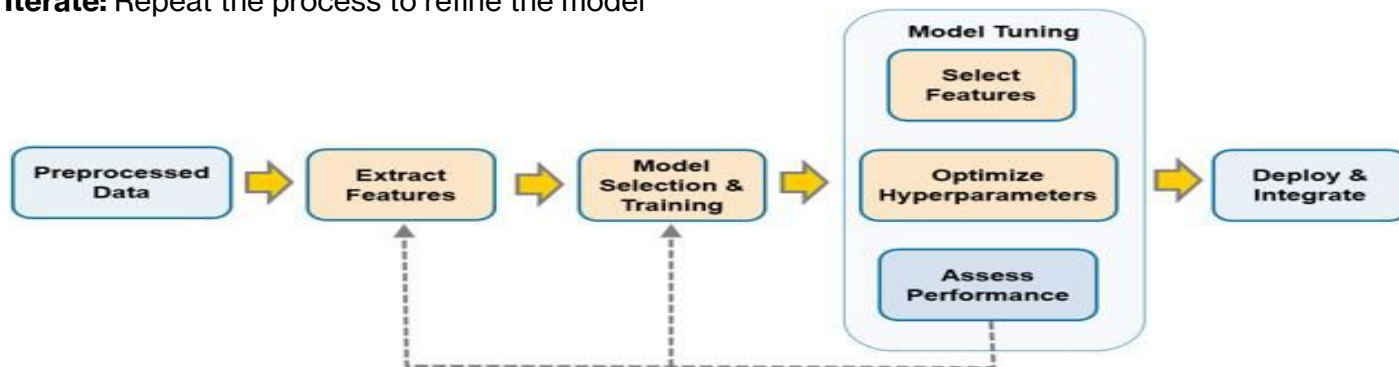 Iterate: Repeat the process to refine the model
Model Tuning
Select
Features
Preprocessed
Data
Extract
Features
Model
Selection &
Training
Optimize
Hyperparameters
Deploy &
Integrate
Assess
Performance